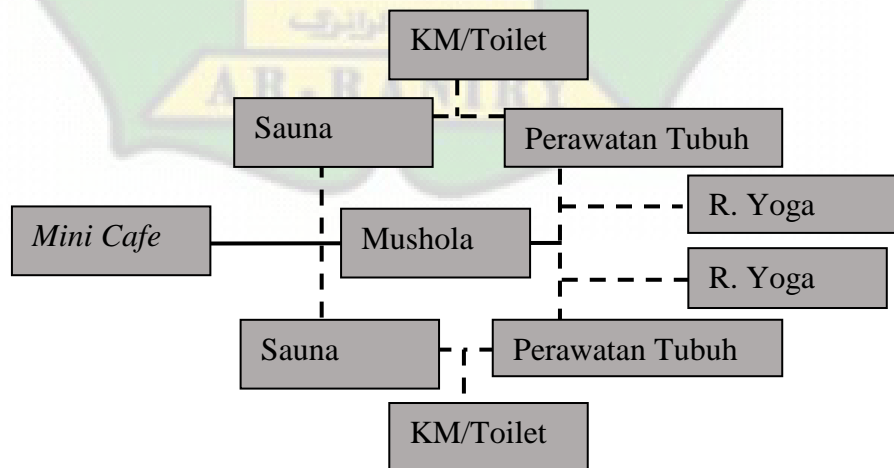 KM/Toilet
AR-RANIRY
Sauna
Perawatan Tubuh
R. Yoga
Mini Cafe
Mushola
R. Yoga
Sauna
Perawatan Tubuh
KM/Toilet